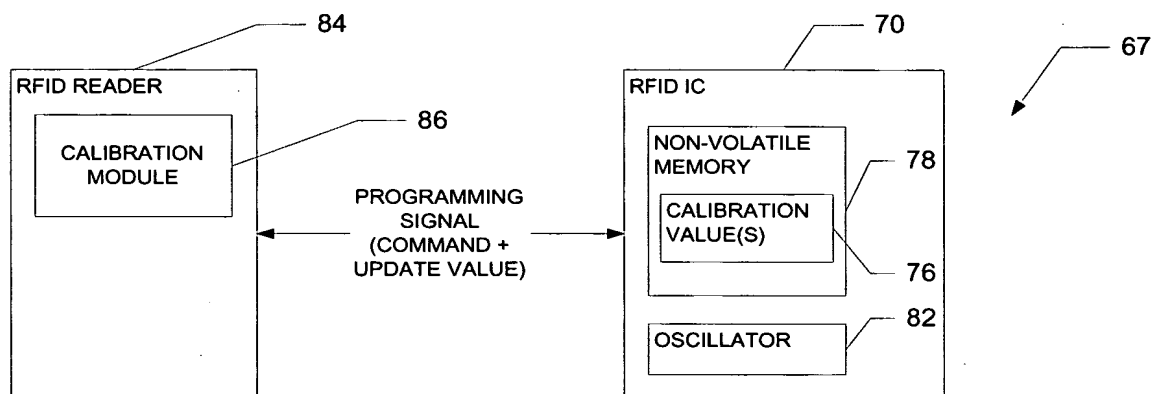 84
70
67
RFID READER
RFID IC
86
CALIBRATION
MODULE
NON-VOLATILE
MEMORY
78
PROGRAMMING
SIGNAL
(COMMAND +
UPDATE VALUE)
CALIBRATION
VALUE(S)
76
82
OSCILLATOR